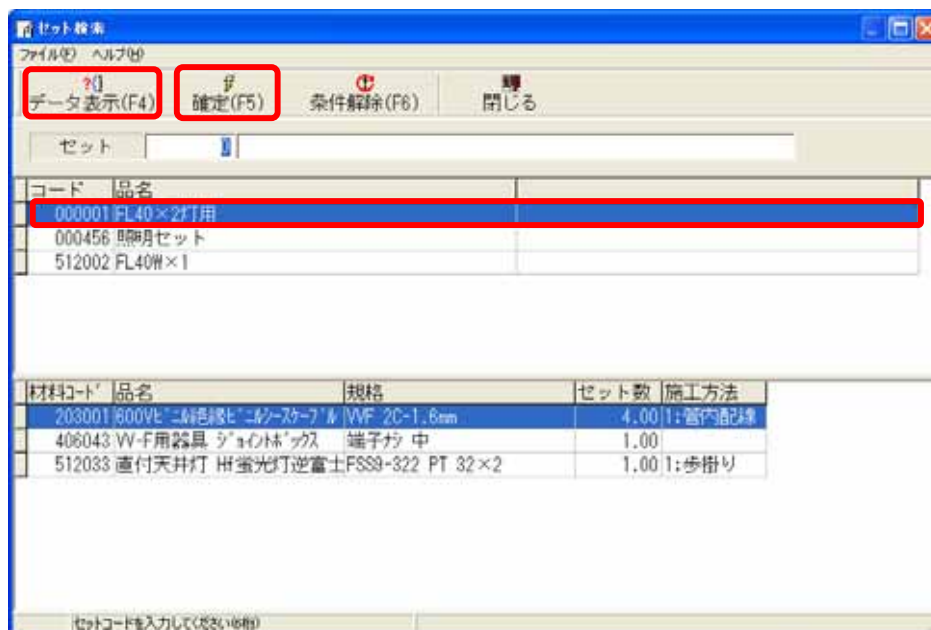 セット検索
ファイル(F) ヘルプ(H)
データ表示(F4) 確定(F5) 条件解除(F6) 閉じる
セット 0
コード 品名
000001 FL40×2灯用
000456 照明セット
512002 FL40W×1
材料コード 品名 規格 セット数 施工方法
203001 600Vビニル絶縁ビニルシースケーブル VVF 2C-1.6mm 4.00 1:管内配線
406043 VV-F用器具 ジョイントボックス 端子ナシ 中 1.00
512033 直付天井灯 Hf蛍光灯逆富士 FSS9-322 PT 32×2 1.00 1:歩掛り
セットコードを入力してください(6桁)